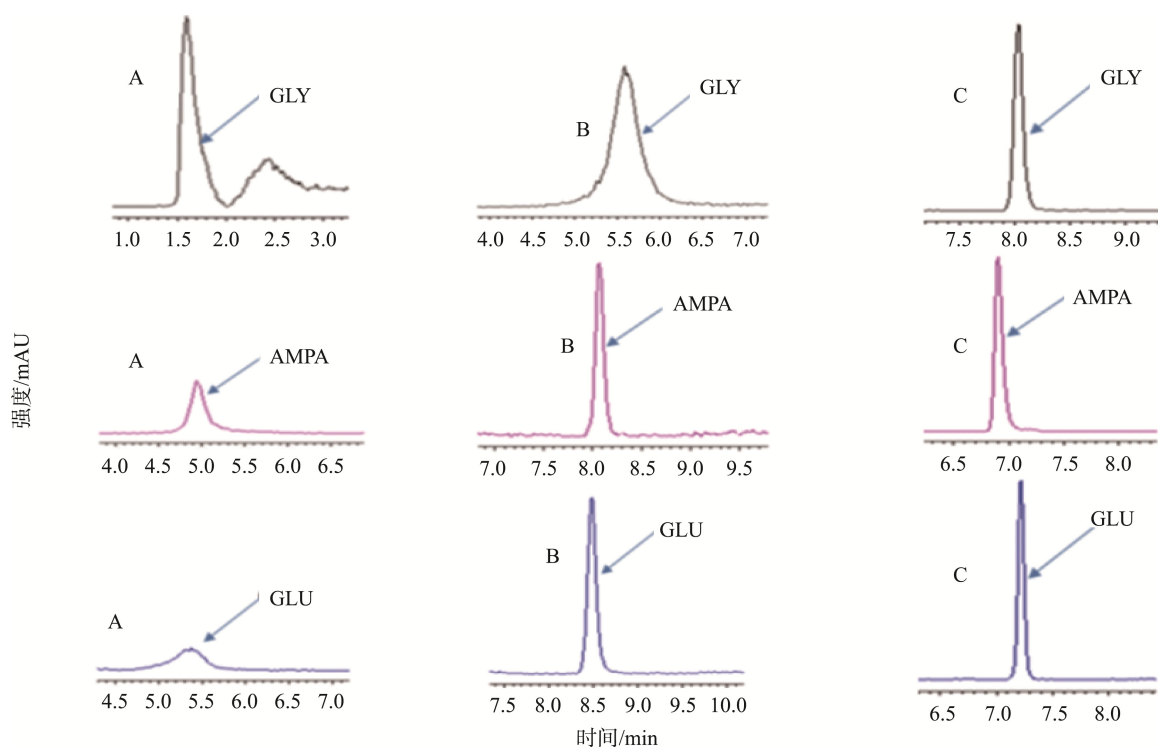 A
GLY
1.0 1.5 2.0 2.5 3.0
B
GLY
4.0 4.5 5.0 5.5 6.0 6.5 7.0
C
GLY
7.5 8.0 8.5 9.0
强度/mAU
A
AMPA
4.0 4.5 5.0 5.5 6.0 6.5
B
AMPA
7.0 7.5 8.0 8.5 9.0 9.5
C
AMPA
6.5 7.0 7.5 8.0
A
GLU
4.5 5.0 5.5 6.0 6.5 7.0
B
GLU
7.5 8.0 8.5 9.0 9.5 10.0
C
GLU
6.5 7.0 7.5 8.0
时间/min